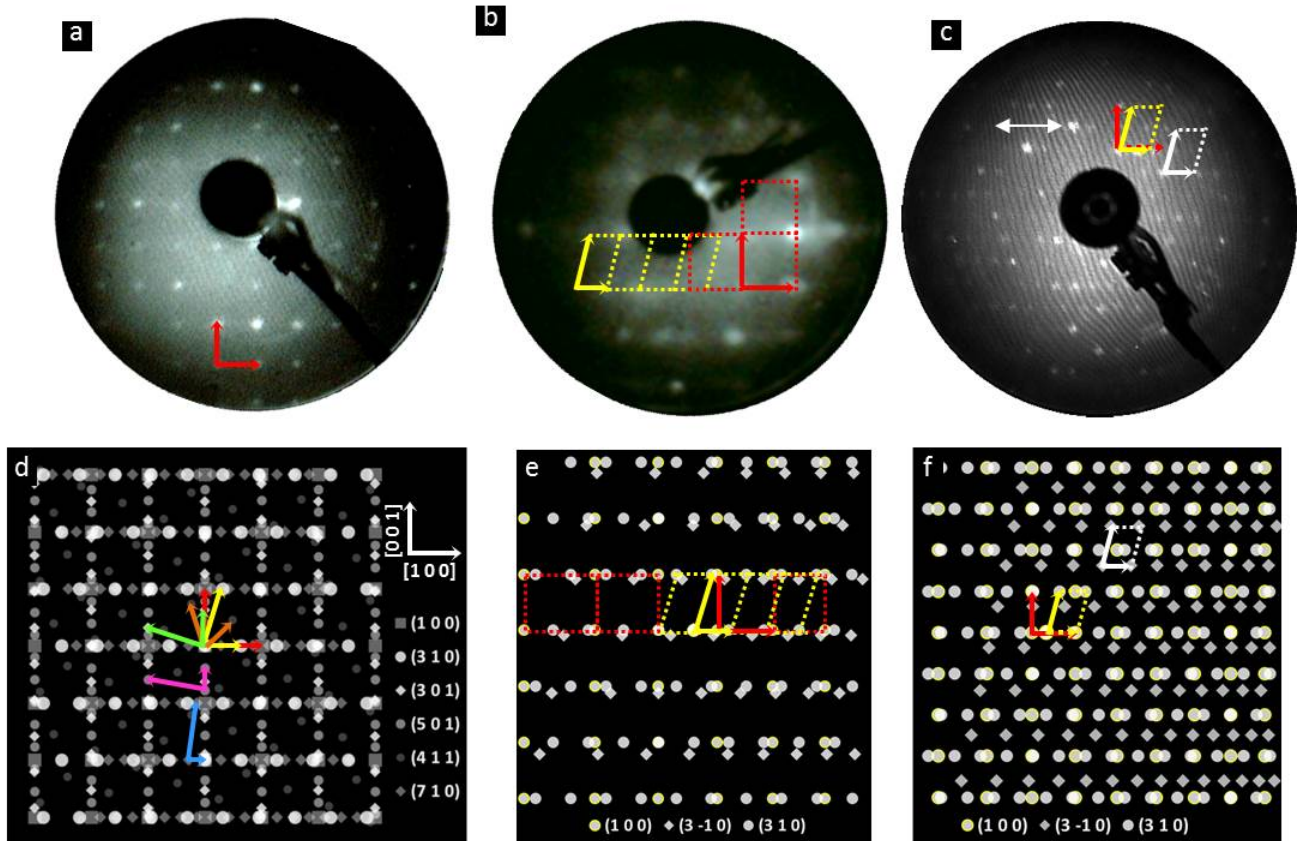 a
b
c
d
[0 0 1]
[1 0 0]
(1 0 0)
(3 1 0)
(3 0 1)
(5 0 1)
(4 1 1)
(7 1 0)
e
(1 0 0) (3 -1 0) (3 1 0)
f
(1 0 0) (3 -1 0) (3 1 0)